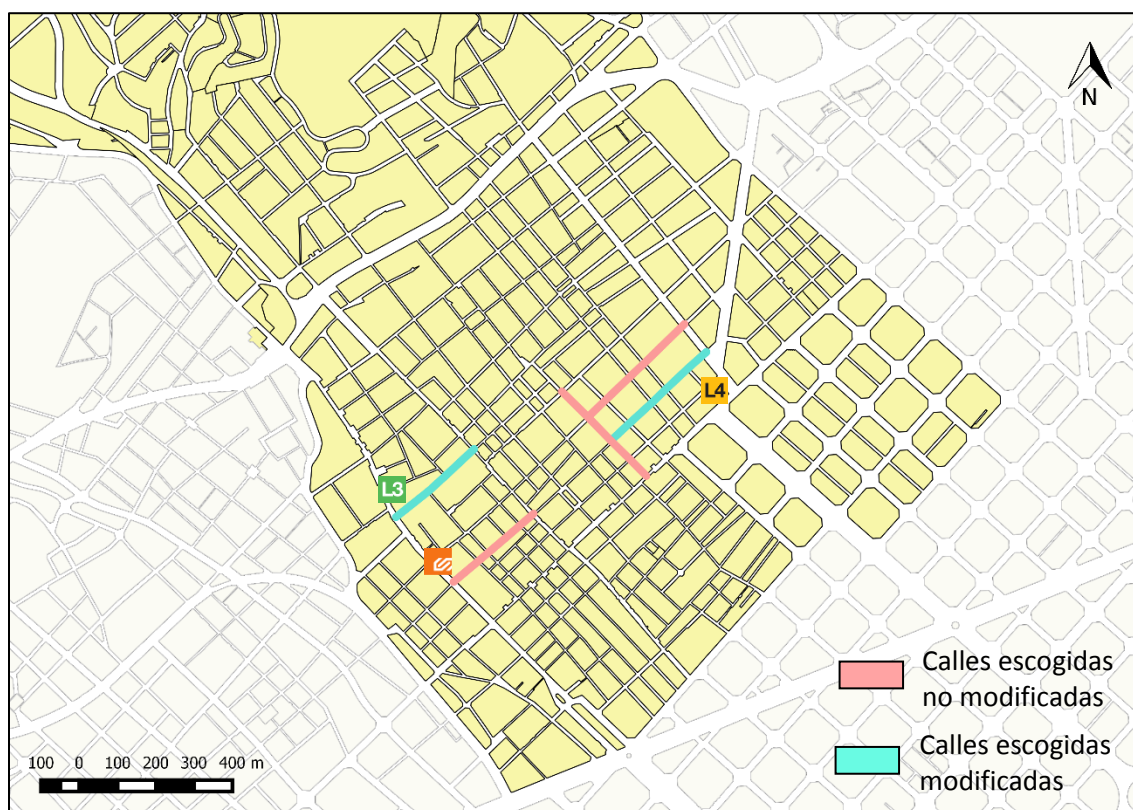 N
L4
L3
Calles escogidas
no modificadas
Calles escogidas
modificadas
100 0 100 200 300 400 m